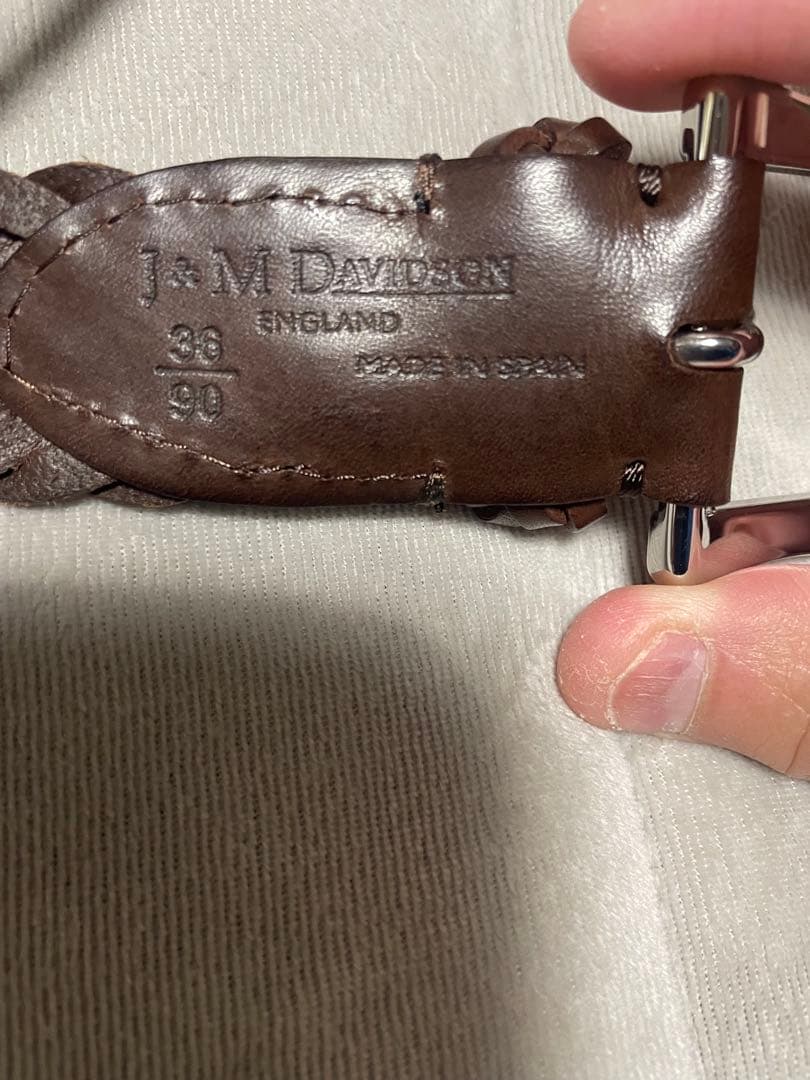 J & M DAVIDSON
ENGLAND
36
90
MADE IN SPAIN